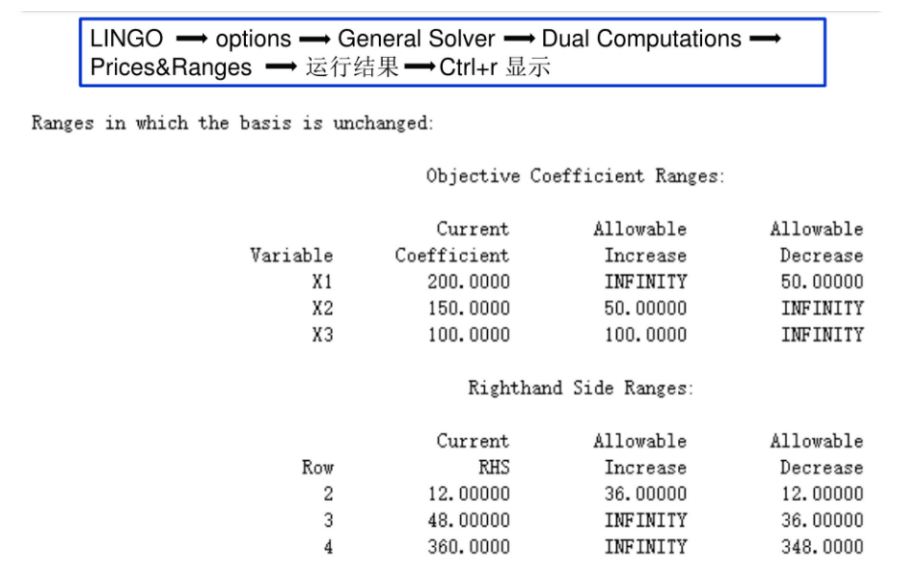 LINGO ⟶ options ⟶ General Solver ⟶ Dual Computations ⟶
Prices&Ranges ⟶ 运行结果 ⟶ Ctrl+r 显示
Ranges in which the basis is unchanged:
Objective Coefficient Ranges:
Current Allowable Allowable
Variable Coefficient Increase Decrease
X1 200.0000 INFINITY 50.00000
X2 150.0000 50.00000 INFINITY
X3 100.0000 100.0000 INFINITY
Righthand Side Ranges:
Current Allowable Allowable
Row RHS Increase Decrease
2 12.00000 36.00000 12.00000
3 48.00000 INFINITY 36.00000
4 360.0000 INFINITY 348.0000